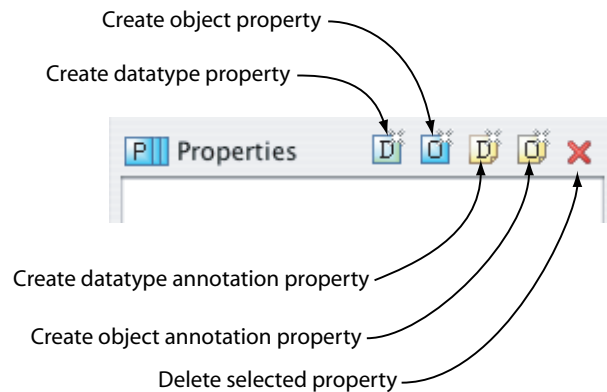 Create object property
Create datatype property
P Properties D O D O
Create datatype annotation property
Create object annotation property
Delete selected property